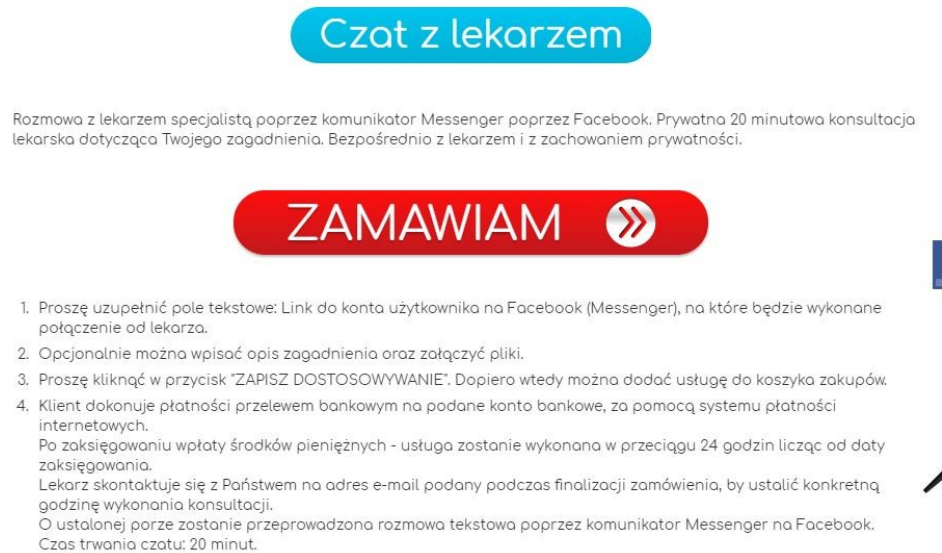 Czat z lekarzem
Rozmowa z lekarzem specjalistą poprzez komunikator Messenger poprzez Facebook. Prywatna 20 minutowa konsultacja
lekarska dotycząca Twojego zagadnienia. Bezpośrednio z lekarzem i z zachowaniem prywatności.
ZAMAWIAM
1. Proszę uzupełnić pole tekstowe: Link do konta użytkownika na Facebook (Messenger), na które będzie wykonane
połączenie od lekarza.
2. Opcjonalnie można wpisać opis zagadnienia oraz załączyć pliki.
3. Proszę kliknąć w przycisk "ZAPISZ DOSTOSOWYWANIE". Dopiero wtedy można dodać usługę do koszyka zakupów.
4. Klient dokonuje płatności przelewem bankowym na podane konto bankowe, za pomocą systemu płatności
internetowych.
Po zaksięgowaniu wpłaty środków pieniężnych - usługa zostanie wykonana w przeciągu 24 godzin licząc od daty
zaksięgowania.
Lekarz skontaktuje się z Państwem na adres e-mail podany podczas finalizacji zamówienia, by ustalić konkretną
godzinę wykonania konsultacji.
O ustalonej porze zostanie przeprowadzona rozmowa tekstowa poprzez komunikator Messenger na Facebook.
Czas trwania czatu: 20 minut.